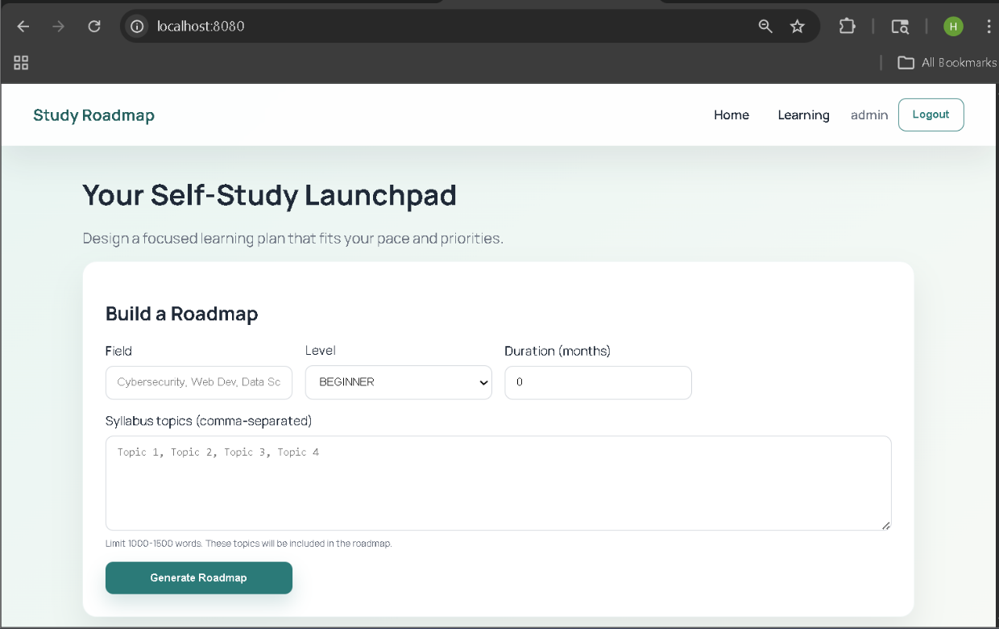 localhost:8080
H
All Bookmarks
Study Roadmap
Home Learning admin Logout
Your Self-Study Launchpad
Design a focused learning plan that fits your pace and priorities.
Build a Roadmap
Field Level Duration (months)
Cybersecurity, Web Dev, Data Sc BEGINNER 0
Syllabus topics (comma-separated)
Topic 1, Topic 2, Topic 3, Topic 4
Limit 1000-1500 words. These topics will be included in the roadmap.
Generate Roadmap